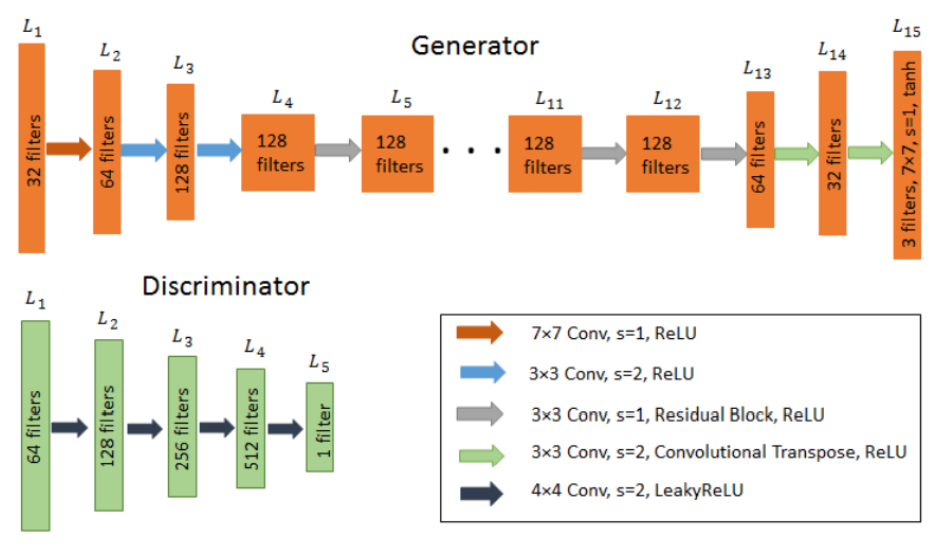 Generator
L1
L2
L3
L4
L5
L11
L12
L13
L14
L15
32 filters
64 filters
128 filters
128
filters
128
filters
. . .
128
filters
128
filters
64 filters
32 filters
3 filters, 7×7, s=1, tanh
Discriminator
L1
L2
L3
L4
L5
64 filters
128 filters
256 filters
512 filters
1 filter
7×7 Conv, s=1, ReLU
3×3 Conv, s=2, ReLU
3×3 Conv, s=1, Residual Block, ReLU
3×3 Conv, s=2, Convolutional Transpose, ReLU
4×4 Conv, s=2, LeakyReLU